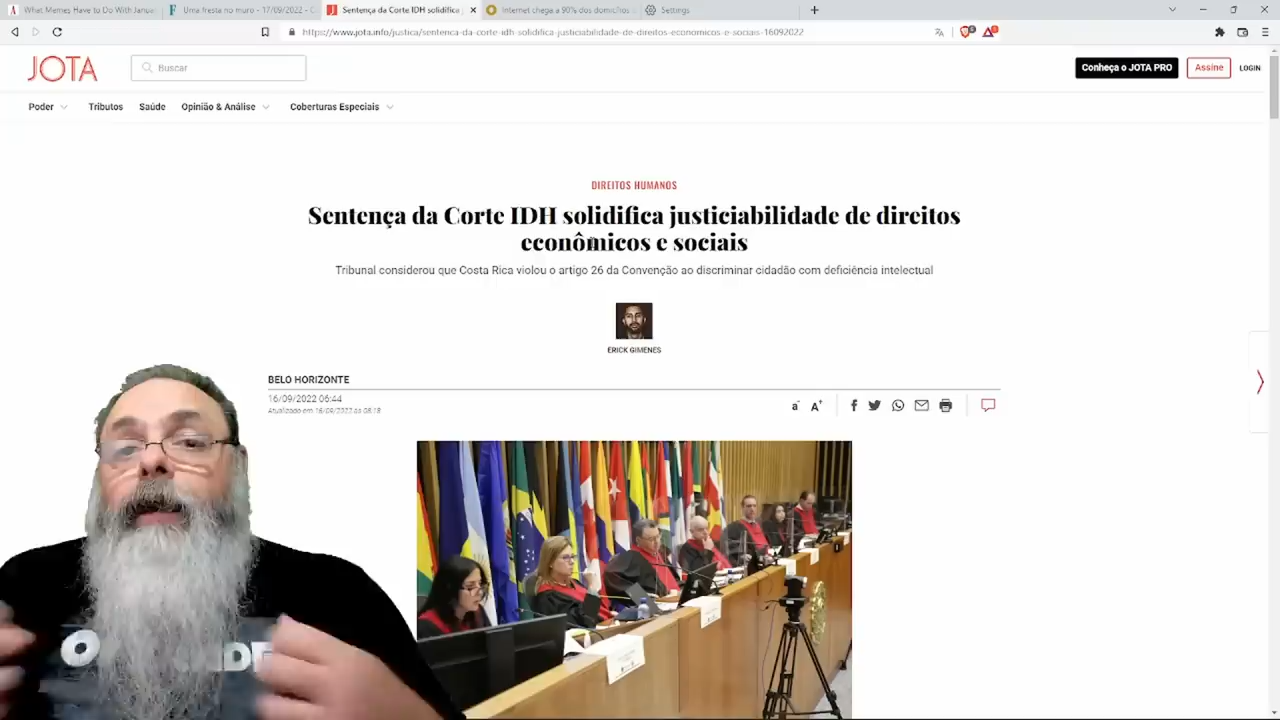 What Memes Have to Do With Janua
Uma fresta no muro - 17/09/2022 - C
Sentença da Corte IDH solidifica
Internet chega a 90% dos domicílios
Settings
https://www.jota.info/justica/sentenca-da-corte-idh-solidifica-justiciabilidade-de-direitos-economicos-e-sociais-16092022
JOTA
Buscar
Conheça o JOTA PRO
Assine
LOGIN
Poder
Tributos
Saúde
Opinião & Análise
Coberturas Especiais
DIREITOS HUMANOS
Sentença da Corte IDH solidifica justiciabilidade de direitos
econômicos e sociais
Tribunal considerou que Costa Rica violou o artigo 26 da Convenção ao discriminar cidadão com deficiência intelectual
ERICK GIMENES
BELO HORIZONTE
16/09/2022 06:44
Atualizado em 16/09/2022 às 08:18
a-
A+